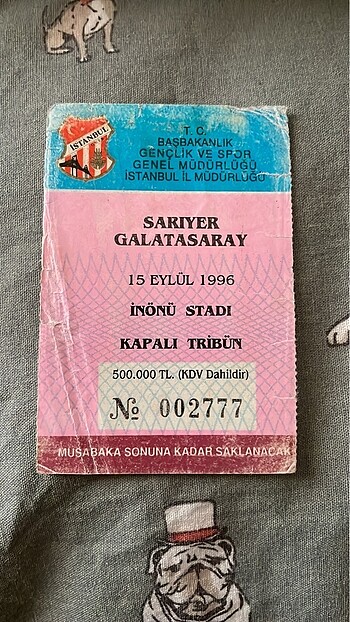 İSTANBUL
T. C.
BAŞBAKANLIK
GENÇLİK VE SPOR
GENEL MÜDÜRLÜĞÜ
İSTANBUL İL MÜDÜRLÜĞÜ
SARIYER
GALATASARAY
15 EYLÜL 1996
İNÖNÜ STADI
KAPALI TRİBÜN
500.000 TL. (KDV Dahildir)
№ 002777
MÜSABAKA SONUNA KADAR SAKLANACAK